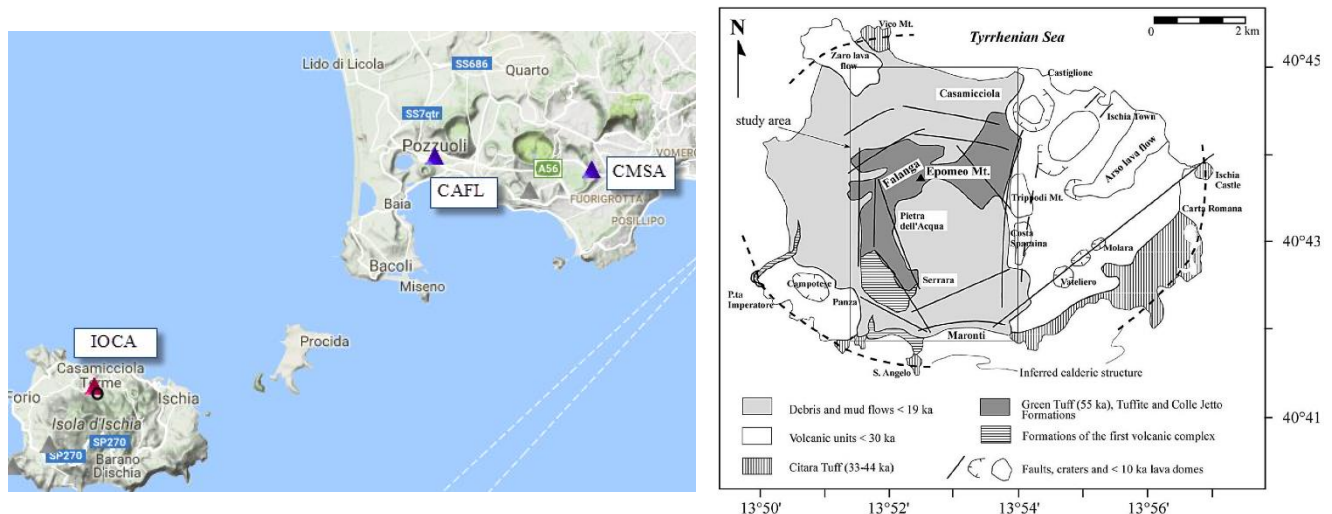 Lido di Licola
SS686
Quarto
SS7qtr
Pozzuoli
CAFL
A56
VOMERO
CMSA
FUORIGROTTA
POSILLIPO
Baia
Bacoli
Miseno
Procida
IOCA
Casamicciola
Terme
Forio
Ischia
Isola d'Ischia
SP270
SP270
Barano
D'ischia
N
Vico Mt.
Tyrrhenian Sea
0
2 km
Zaro lava
flow
40°45'
Castiglione
Casamicciola
study area
Ischia Town
Arso lava flow
Falanga
Epomeo Mt.
Ischia
Castle
Trippodi Mt.
Carta Romana
Pietra
dell'Acqua
Costa
Sparaina
40°43'
Molara
Serrara
Vateliero
Campotese
P.ta
Imperatore
Panza
Maronti
S. Angelo
Inferred calderic structure
Debris and mud flows < 19 ka
Green Tuff (55 ka), Tuffite and Colle Jetto
Formations
40°41'
Volcanic units < 30 ka
Formations of the first volcanic complex
Citara Tuff (33-44 ka)
Faults, craters and < 10 ka lava domes
13°50'
13°52'
13°54'
13°56'